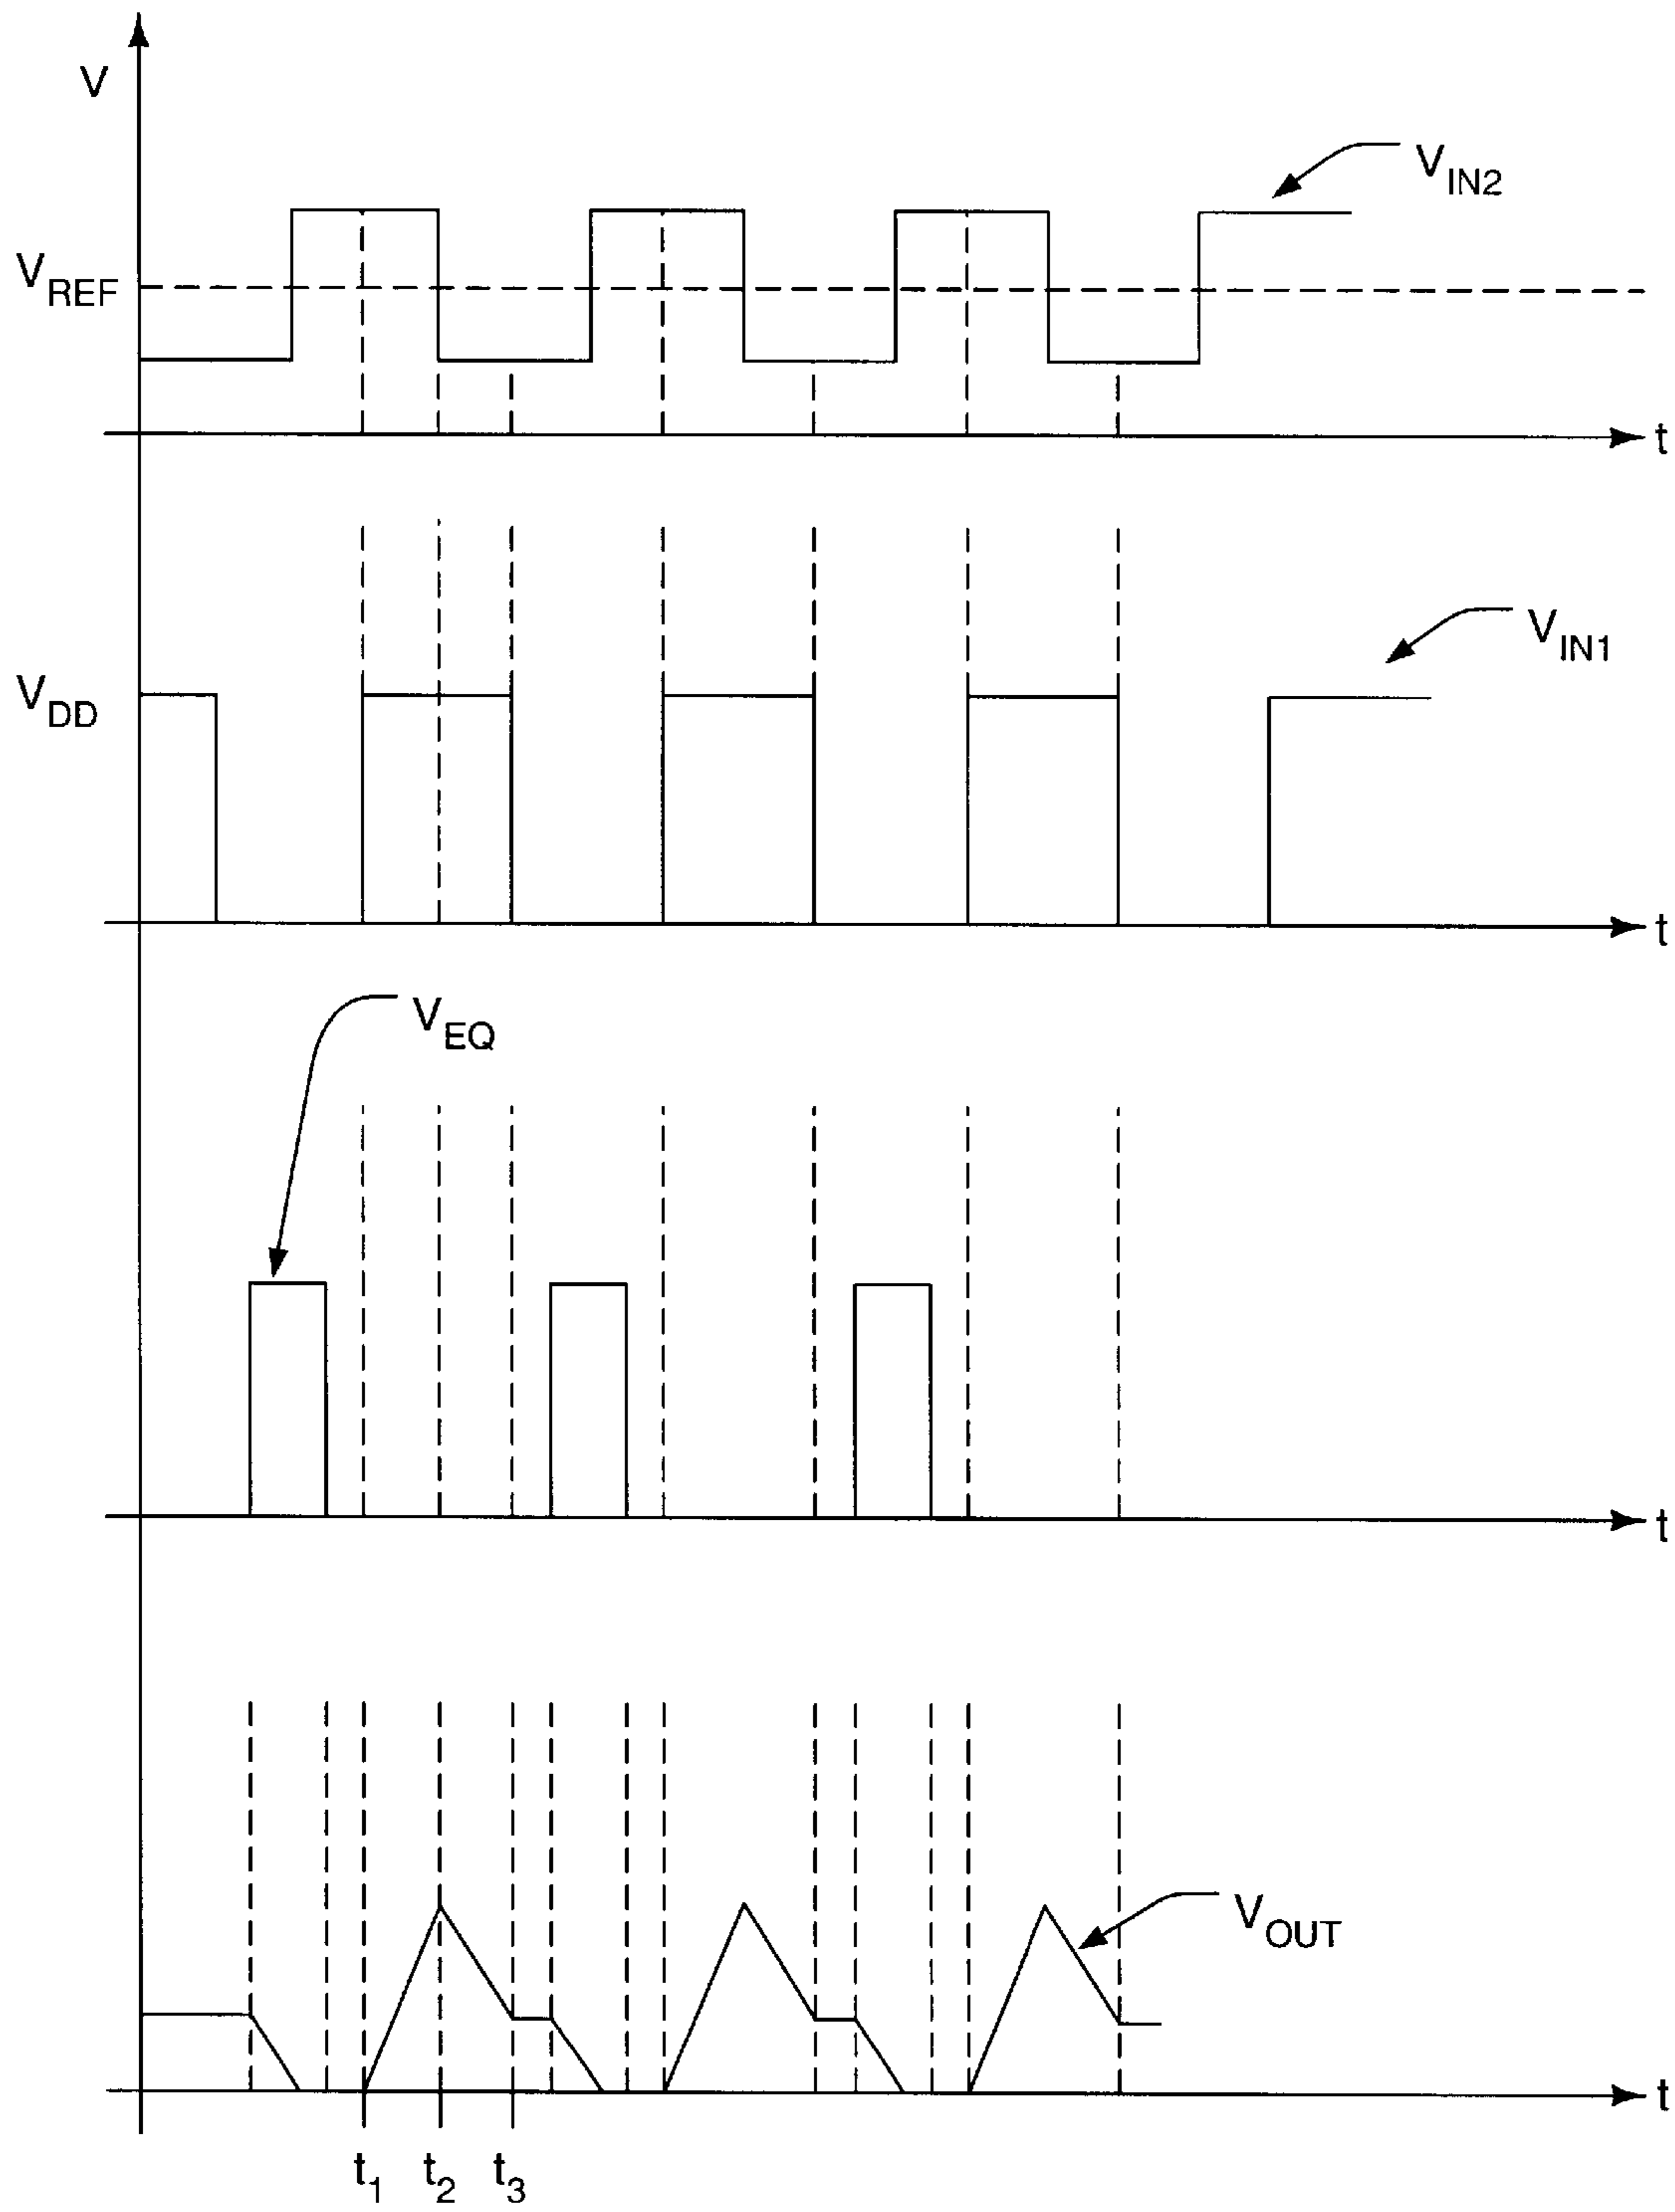 V
V_IN2
V_REF
t
V_IN1
V_DD
t
V_EQ
t
V_OUT
t
t_1 t_2 t_3